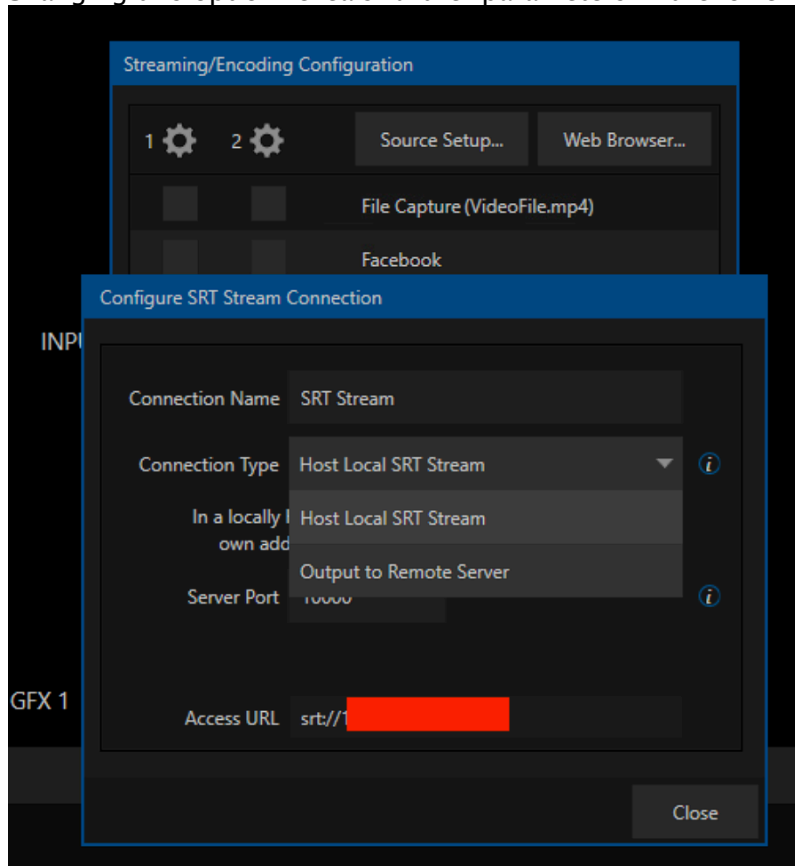 Streaming/Encoding Configuration
1 2 Source Setup... Web Browser...
File Capture (VideoFile.mp4)
Facebook
Configure SRT Stream Connection
Connection Name SRT Stream
Connection Type Host Local SRT Stream
In a locally Host Local SRT Stream
own
Output to Remote Server
Server Port 10000
GFX 1
Access URL srt://1
Close